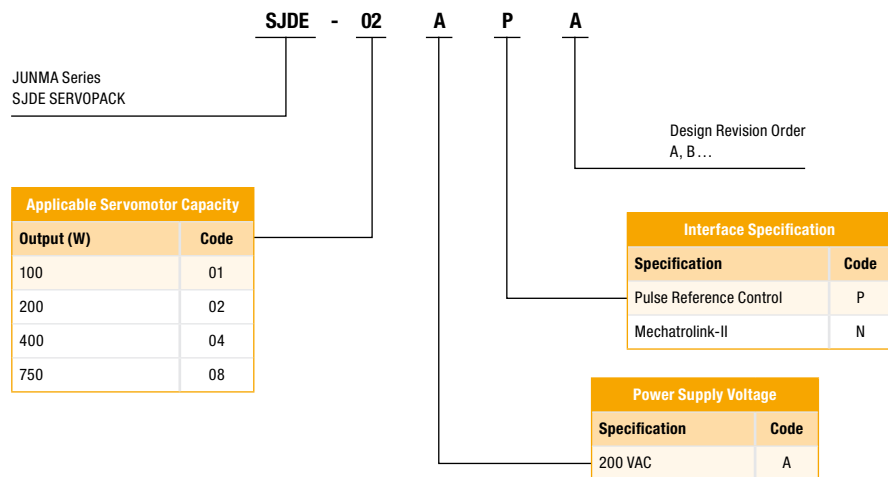 SJDE - 02 A P A
JUNMA Series
SJDE SERVOPACK
Design Revision Order
A, B...
Applicable Servomotor Capacity
Output (W) Code
100 01
200 02
400 04
750 08
Interface Specification
Specification Code
Pulse Reference Control P
Mechatrolink-II N
Power Supply Voltage
Specification Code
200 VAC A